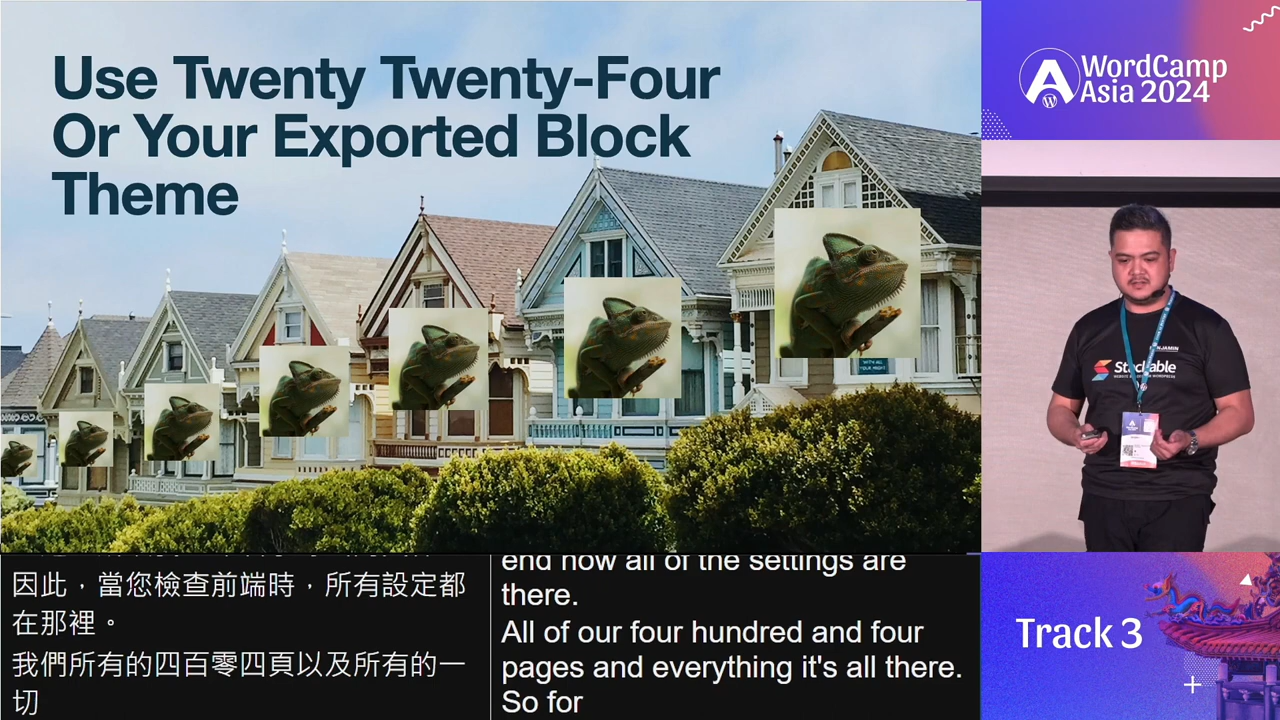 Use Twenty Twenty-Four
Or Your Exported Block
Theme
WordCamp
Asia 2024
Stackable
因此，當您檢查前端時，所有設定都
在那裡。
我們所有的四百零四頁以及所有的一
切
end now all of the settings are
there.
All of our four hundred and four
pages and everything it's all there.
So for
Track 3